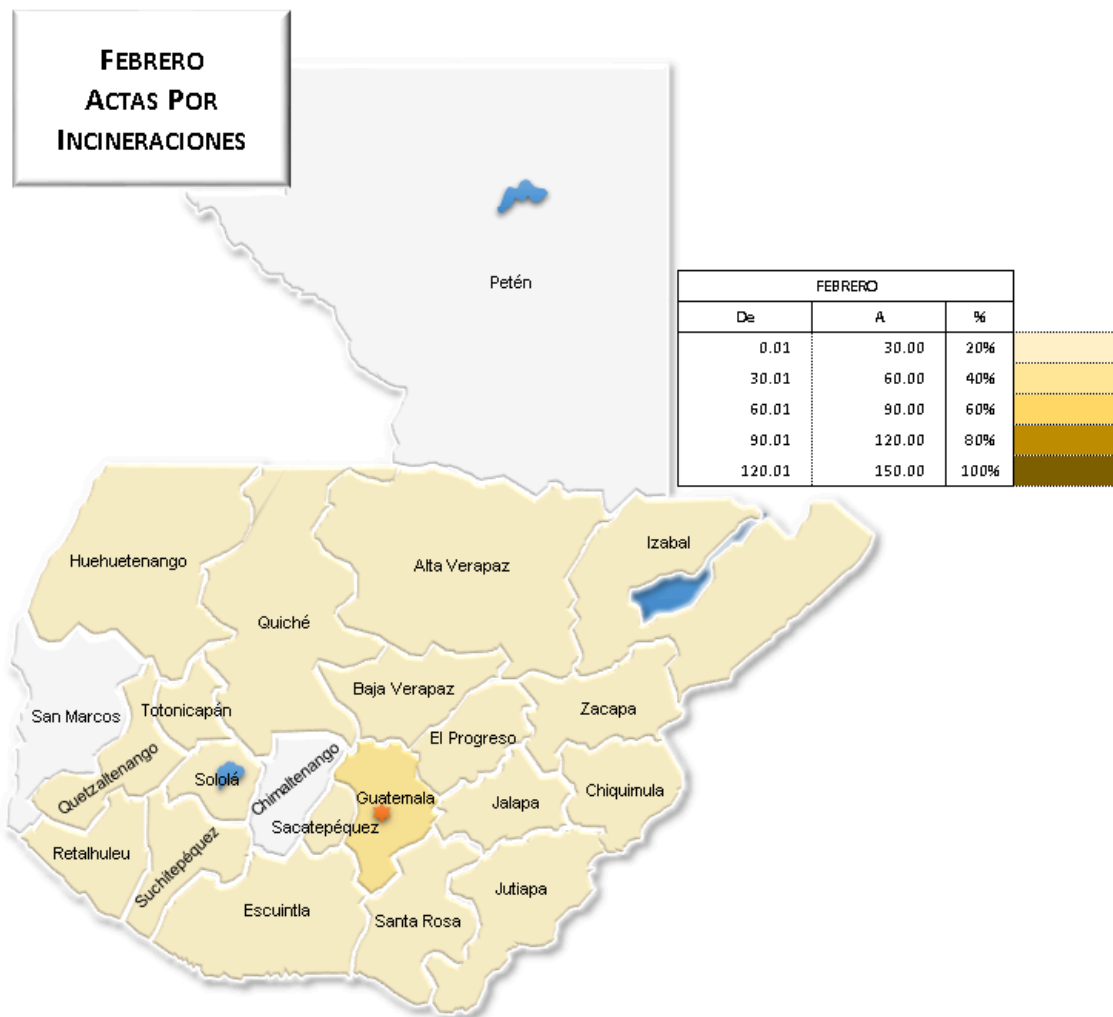 FEBRERO
ACTAS POR
INCINERACIONES
Petén
FEBRERO
De A %
0.01 30.00 20%
30.01 60.00 40%
60.01 90.00 60%
90.01 120.00 80%
120.01 150.00 100%
Huehuetenango
Quiché
Alta Verapaz
Izabal
San Marcos
Totonicapán
Baja Verapaz
Zacapa
Quetzaltenango
Sololá
Chimaltenango
El Progreso
Guatemala
Sacatepéquez
Jalapa
Chiquimula
Retalhuleu
Suchitepéquez
Escuintla
Santa Rosa
Jutiapa